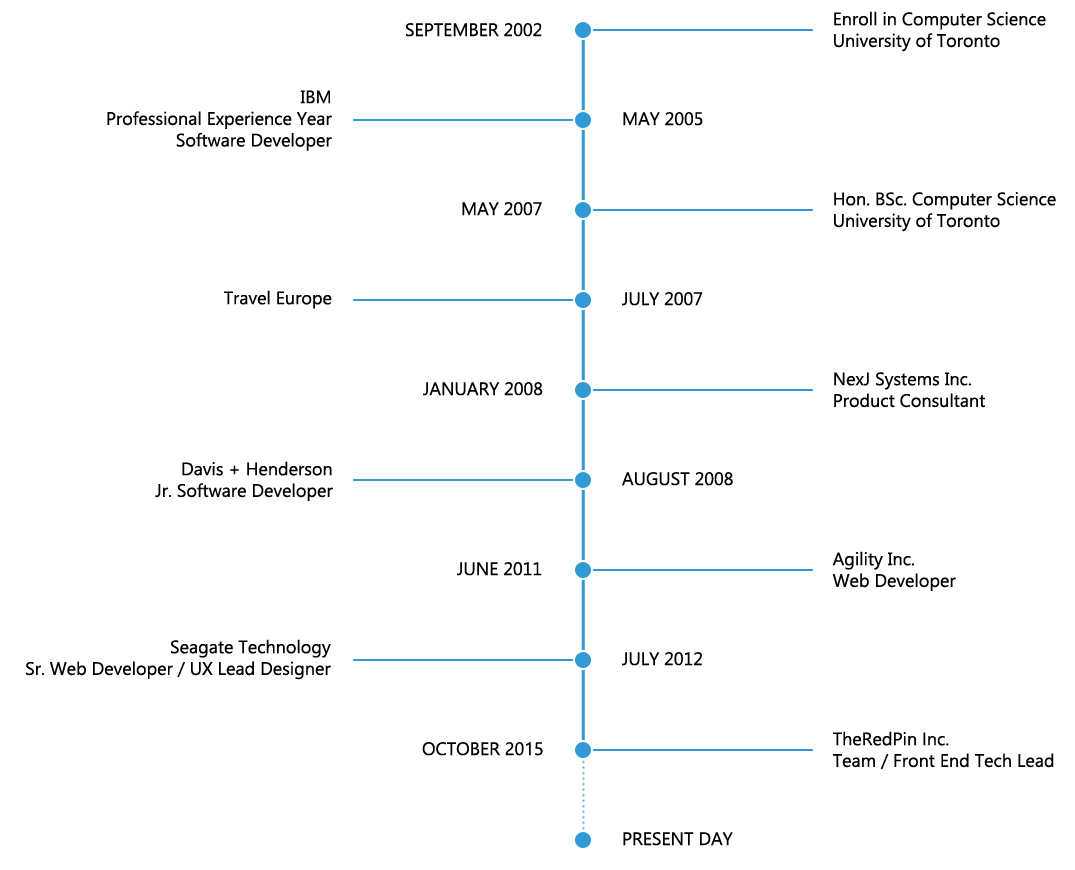 SEPTEMBER 2002
Enroll in Computer Science
University of Toronto
IBM
Professional Experience Year
Software Developer
MAY 2005
MAY 2007
Hon. BSc. Computer Science
University of Toronto
Travel Europe
JULY 2007
JANUARY 2008
NexJ Systems Inc.
Product Consultant
Davis + Henderson
Jr. Software Developer
AUGUST 2008
JUNE 2011
Agility Inc.
Web Developer
Seagate Technology
Sr. Web Developer / UX Lead Designer
JULY 2012
OCTOBER 2015
TheRedPin Inc.
Team / Front End Tech Lead
PRESENT DAY